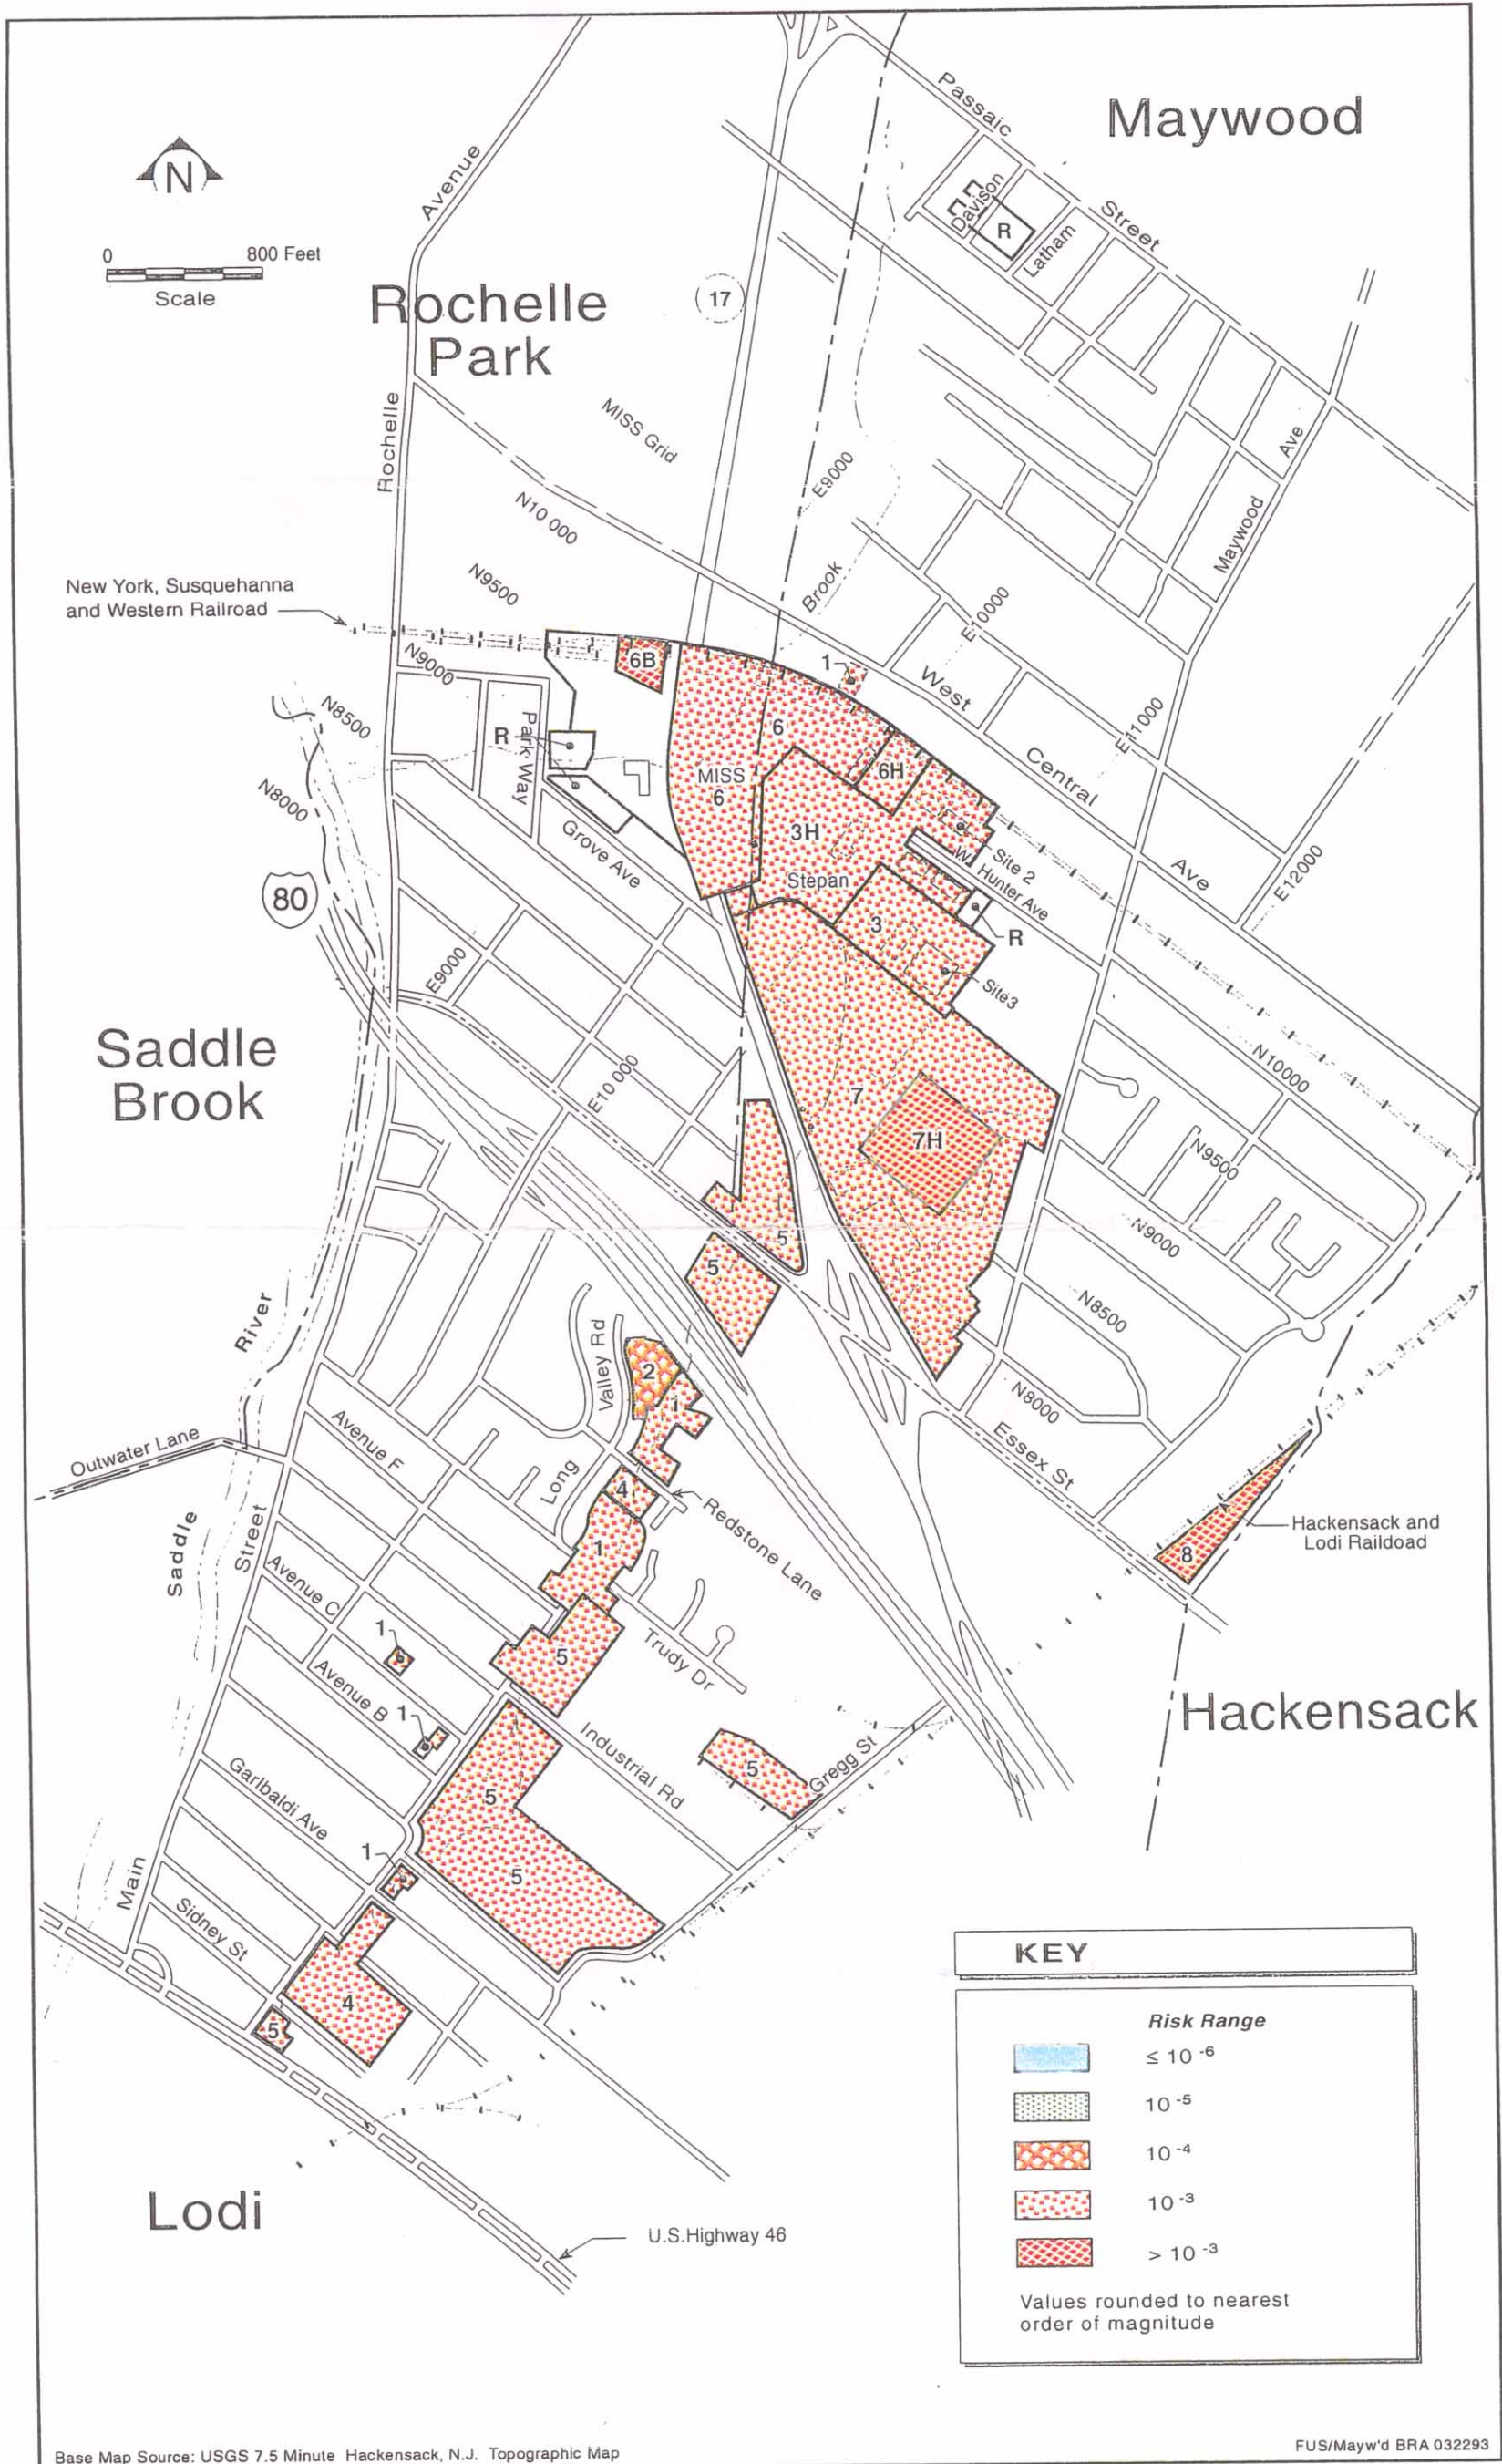 Passaic
Street
Maywood
N
0 800 Feet
Scale
Avenue
Rochelle
Rochelle
Park
17
Davison
R
Latham
MISS Grid
E9000
Ave
Maywood
N10 000
N9500
New York, Susquehanna
and Western Railroad
Brook
E10000
N9000
6B
1
West
N8500
R
Park Way
6
E11000
Central
MISS
6
6H
N8000
3H
Grove Ave
Site 2
W. Hunter Ave
Ave
E12000
Stepan
80
3
R
E9000
Site3
Saddle
Brook
E10 000
N10000
7
7H
N9500
5
N9000
5
N8500
River
Valley Rd
2
1
N8000
Outwater Lane
Avenue F
Essex St
Long
4
Redstone Lane
Saddle
Street
Hackensack and
Lodi Raildoad
8
1
Avenue C
1
5
Trudy Dr
Avenue B
1
Hackensack
Industrial Rd
5
Gregg St
Garlbaldi Ave
5
1
5
Main
Sidney St
4
5
KEY
Risk Range
≤ 10 -6
10 -5
10 -4
10 -3
> 10 -3
Values rounded to nearest
order of magnitude
Lodi
U.S.Highway 46
Base Map Source: USGS 7.5 Minute Hackensack, N.J. Topographic Map
FUS/Mayw'd BRA 032293